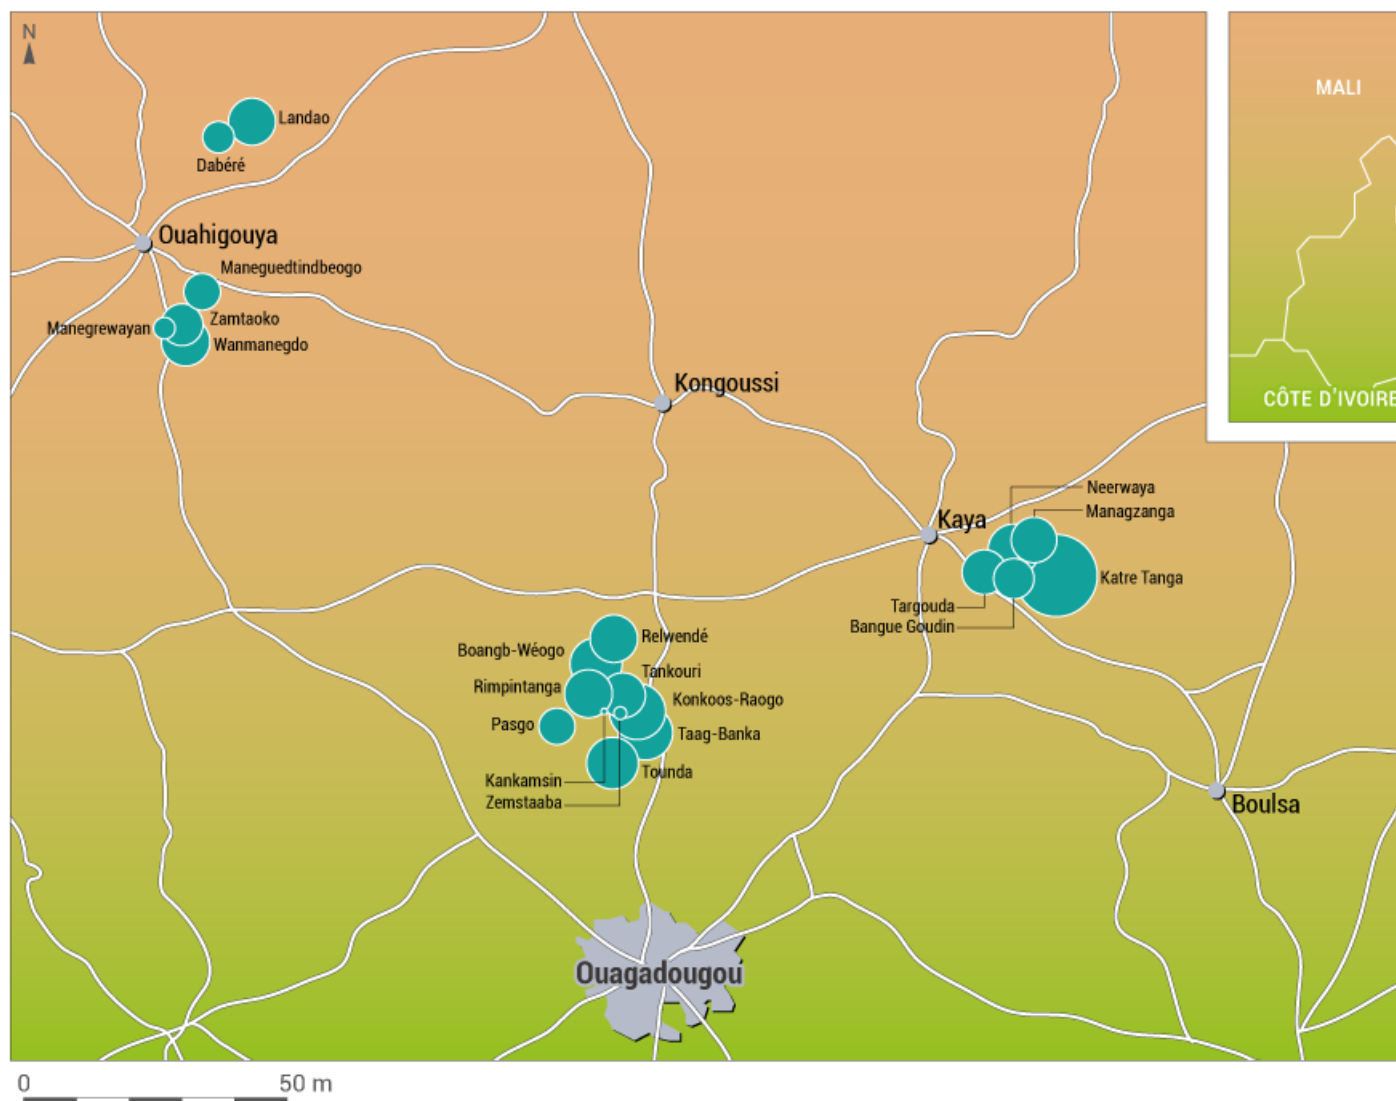 N
MALI
Landao
Dabéré
Ouahigouya
Maneguedtindbeogo
Zamtaoko
Manegrewayan
Wanmanegdo
Kongoussi
CÔTE D'IVOIRE
Neerwaya
Managzanga
Kaya
Katre Tanga
Targouda
Bangue Goudin
Relwendé
Boangb-Wéogo
Tankouri
Rimpintanga
Konkoos-Raogo
Pasgo
Taag-Banka
Tounda
Kankamsin
Zemstaaba
Boulsa
Ouagadougou
0 50 m